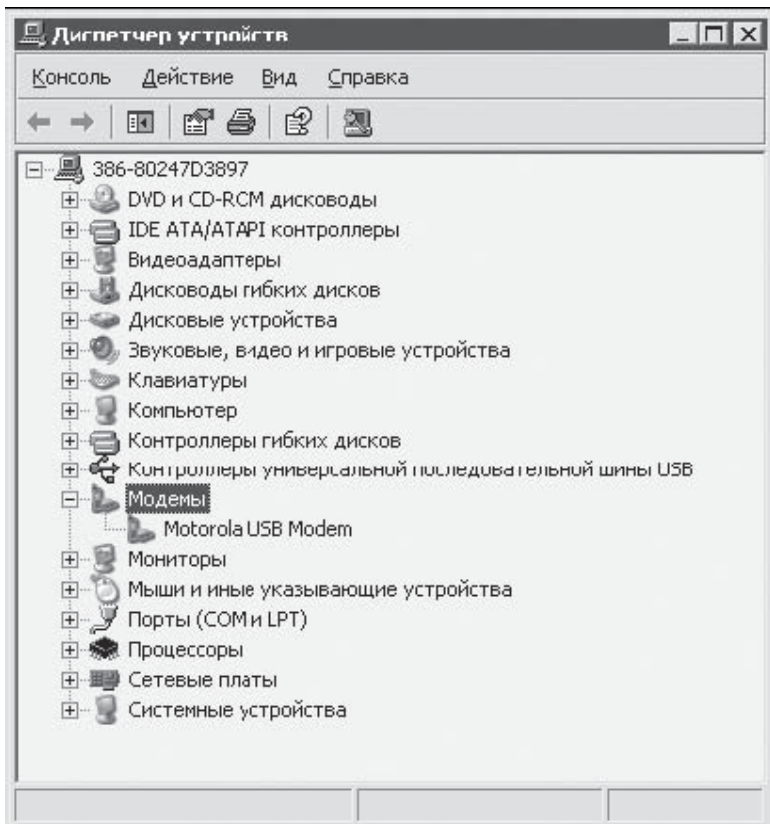 Диспетчер устройств
Консоль Действие Вид Справка
386-80247D3897
DVD и CD-RCM дисководы
IDE ATA/ATAPI контроллеры
Видеоадаптеры
Дисководы гибких дисков
Дисковые устройства
Звуковые, видео и игровые устройства
Клавиатуры
Компьютер
Контроллеры гибких дисков
Контроллеры универсальной последовательной шины USB
Модемы
Motorola USB Modem
Мониторы
Мыши и иные указывающие устройства
Порты (COM и LPT)
Процессоры
Сетевые платы
Системные устройства